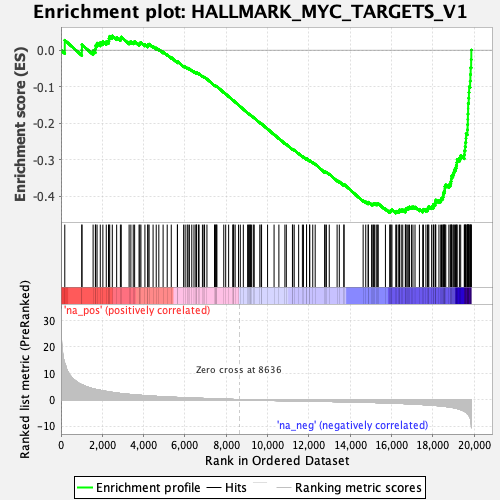 Enrichment plot: HALLMARK_MYC_TARGETS_V1
Enrichment score (ES)
0.0
-0.1
-0.2
-0.3
-0.4
Ranked list metric (PreRanked)
30
20
10
0
-10
'na_pos' (positively correlated)
Zero cross at 8636
'na_neg' (negatively correlated)
0
2,000
4,000
6,000
8,000
10,000
12,000
14,000
16,000
18,000
20,000
Rank in Ordered Dataset
Enrichment profile
Hits
Ranking metric scores